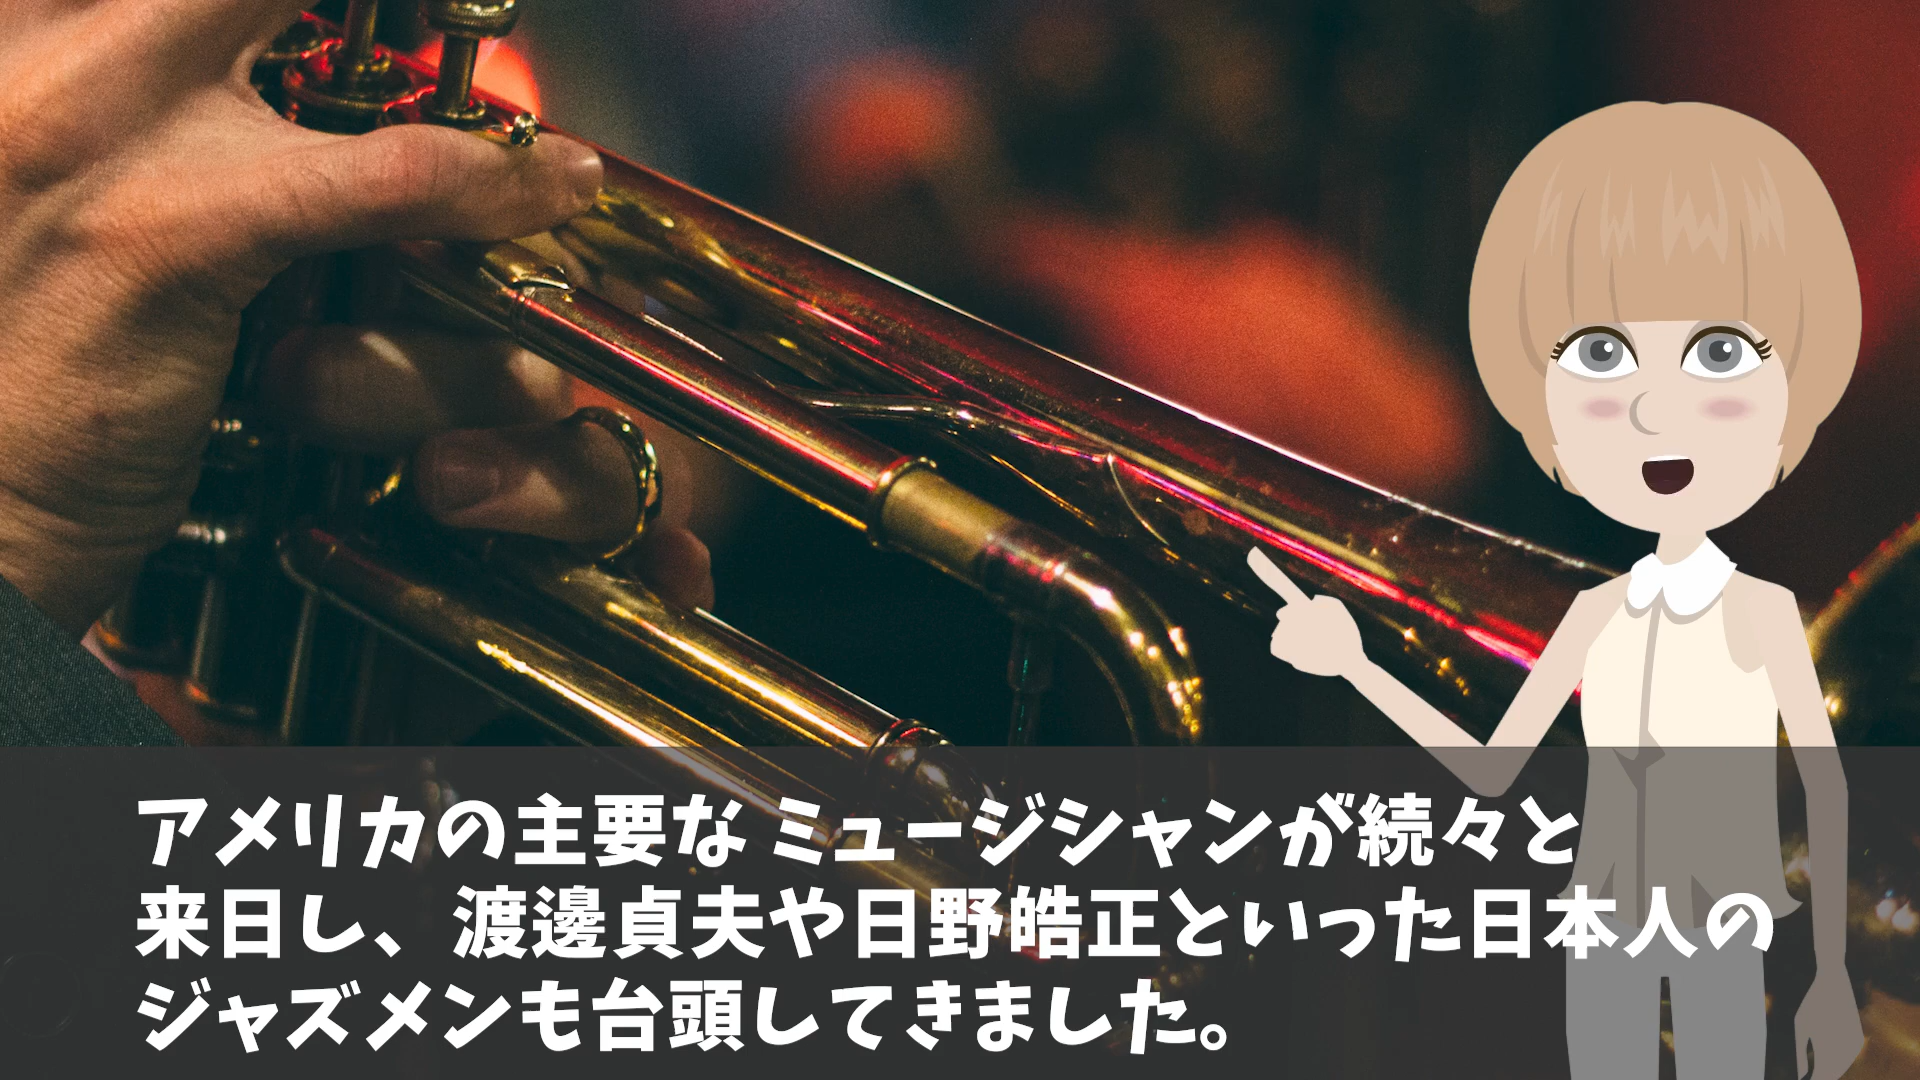 アメリカの主要なミュージシャンが続々と
来日し、渡邊貞夫や日野皓正といった日本人の
ジャズメンも台頭してきました。